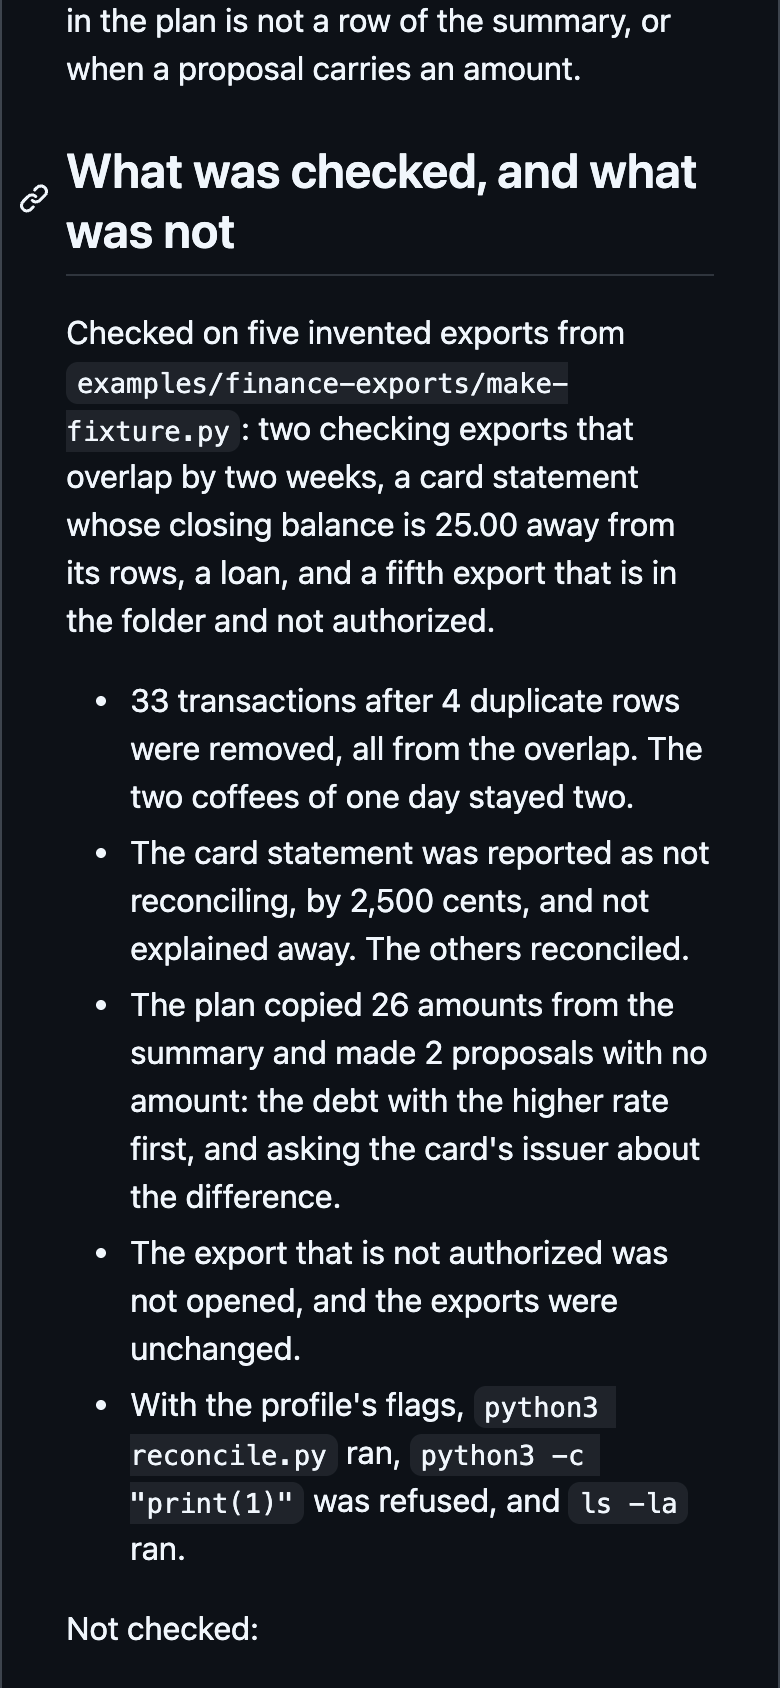 in the plan is not a row of the summary, or
when a proposal carries an amount.
What was checked, and what
was not
Checked on five invented exports from
examples/finance-exports/make-
fixture.py: two checking exports that
overlap by two weeks, a card statement
whose closing balance is 25.00 away from
its rows, a loan, and a fifth export that is in
the folder and not authorized.
• 33 transactions after 4 duplicate rows
were removed, all from the overlap. The
two coffees of one day stayed two.
• The card statement was reported as not
reconciling, by 2,500 cents, and not
explained away. The others reconciled.
• The plan copied 26 amounts from the
summary and made 2 proposals with no
amount: the debt with the higher rate
first, and asking the card's issuer about
the difference.
• The export that is not authorized was
not opened, and the exports were
unchanged.
• With the profile's flags, python3
reconcile.py ran, python3 -c
"print(1)" was refused, and ls -la
ran.
Not checked: